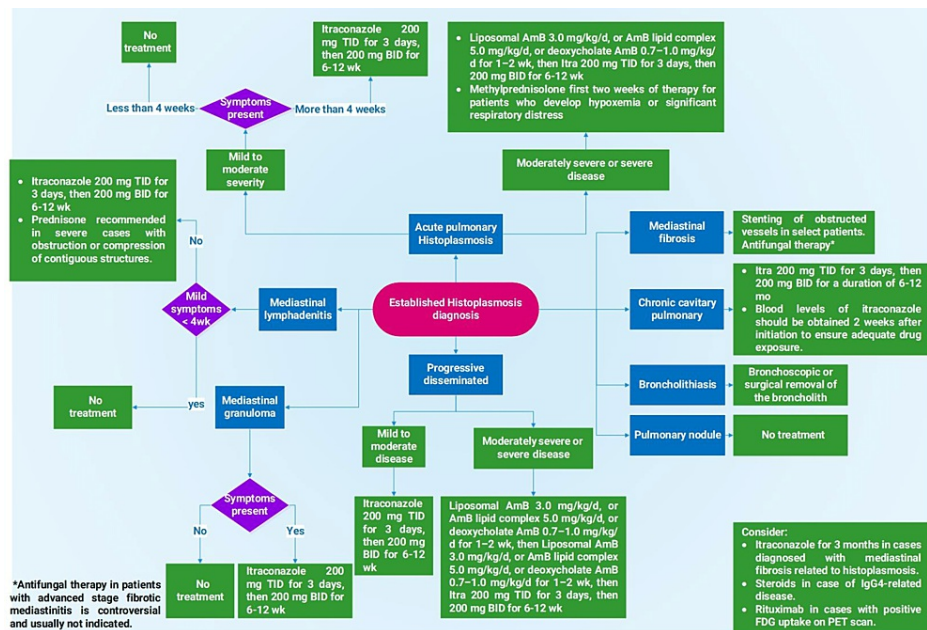 No
treatment
Itraconazole 200
mg TID for 3 days,
then 200 mg BID for
6-12 wk
• Liposomal AmB 3.0 mg/kg/d, or AmB lipid complex
5.0 mg/kg/d, or deoxycholate AmB 0.7–1.0 mg/kg/
d for 1–2 wk, then Itra 200 mg TID for 3 days, then
200 mg BID for 6-12 wk
• Methylprednisolone first two weeks of therapy for
patients who develop hypoxemia or significant
respiratory distress
Less than 4 weeks
Symptoms
present
More than 4 weeks
Mild to
moderate
severity
Moderately severe or severe
disease
• Itraconazole 200 mg TID for
3 days, then 200 mg BID for
6-12 wk
• Prednisone recommended
in severe cases with
obstruction or compression
of contiguous structures.
Acute pulmonary
Histoplasmosis
Mediastinal
fibrosis
Stenting of obstructed
vessels in select patients.
Antifungal therapy*
No
Mild
symptoms
< 4wk
Mediastinal
lymphadenitis
Established Histoplasmosis
diagnosis
Chronic cavitary
pulmonary
• Itra 200 mg TID for 3 days, then
200 mg BID for a duration of 6-12
mo
• Blood levels of itraconazole
should be obtained 2 weeks after
initiation to ensure adequate drug
exposure.
yes
No
treatment
Mediastinal
granuloma
Progressive
disseminated
Broncholithiasis
Bronchoscopic or
surgical removal of
the broncholith
Pulmonary nodule
No treatment
Mild to
moderate
disease
Moderately severe or
severe disease
Symptoms
present
No
Yes
No
treatment
Itraconazole 200
mg TID for 3 days,
then 200 mg BID for
6-12 wk
Itraconazole
200 mg TID for
3 days,
then 200 mg
BID for 6-12
wk
Liposomal AmB 3.0 mg/kg/d, or
AmB lipid complex 5.0 mg/kg/d, or
deoxycholate AmB 0.7–1.0 mg/kg/
d for 1–2 wk, then Liposomal AmB
3.0 mg/kg/d, or AmB lipid complex
5.0 mg/kg/d, or deoxycholate AmB
0.7–1.0 mg/kg/d for 1–2 wk, then
Itra 200 mg TID for 3 days, then
200 mg BID for 6-12 wk
Consider:
• Itraconazole for 3 months in cases
diagnosed with mediastinal
fibrosis related to histoplasmosis.
• Steroids in case of IgG4-related
disease.
• Rituximab in cases with positive
FDG uptake on PET scan.
*Antifungal therapy in patients
with advanced stage fibrotic
mediastinitis is controversial
and usually not indicated.